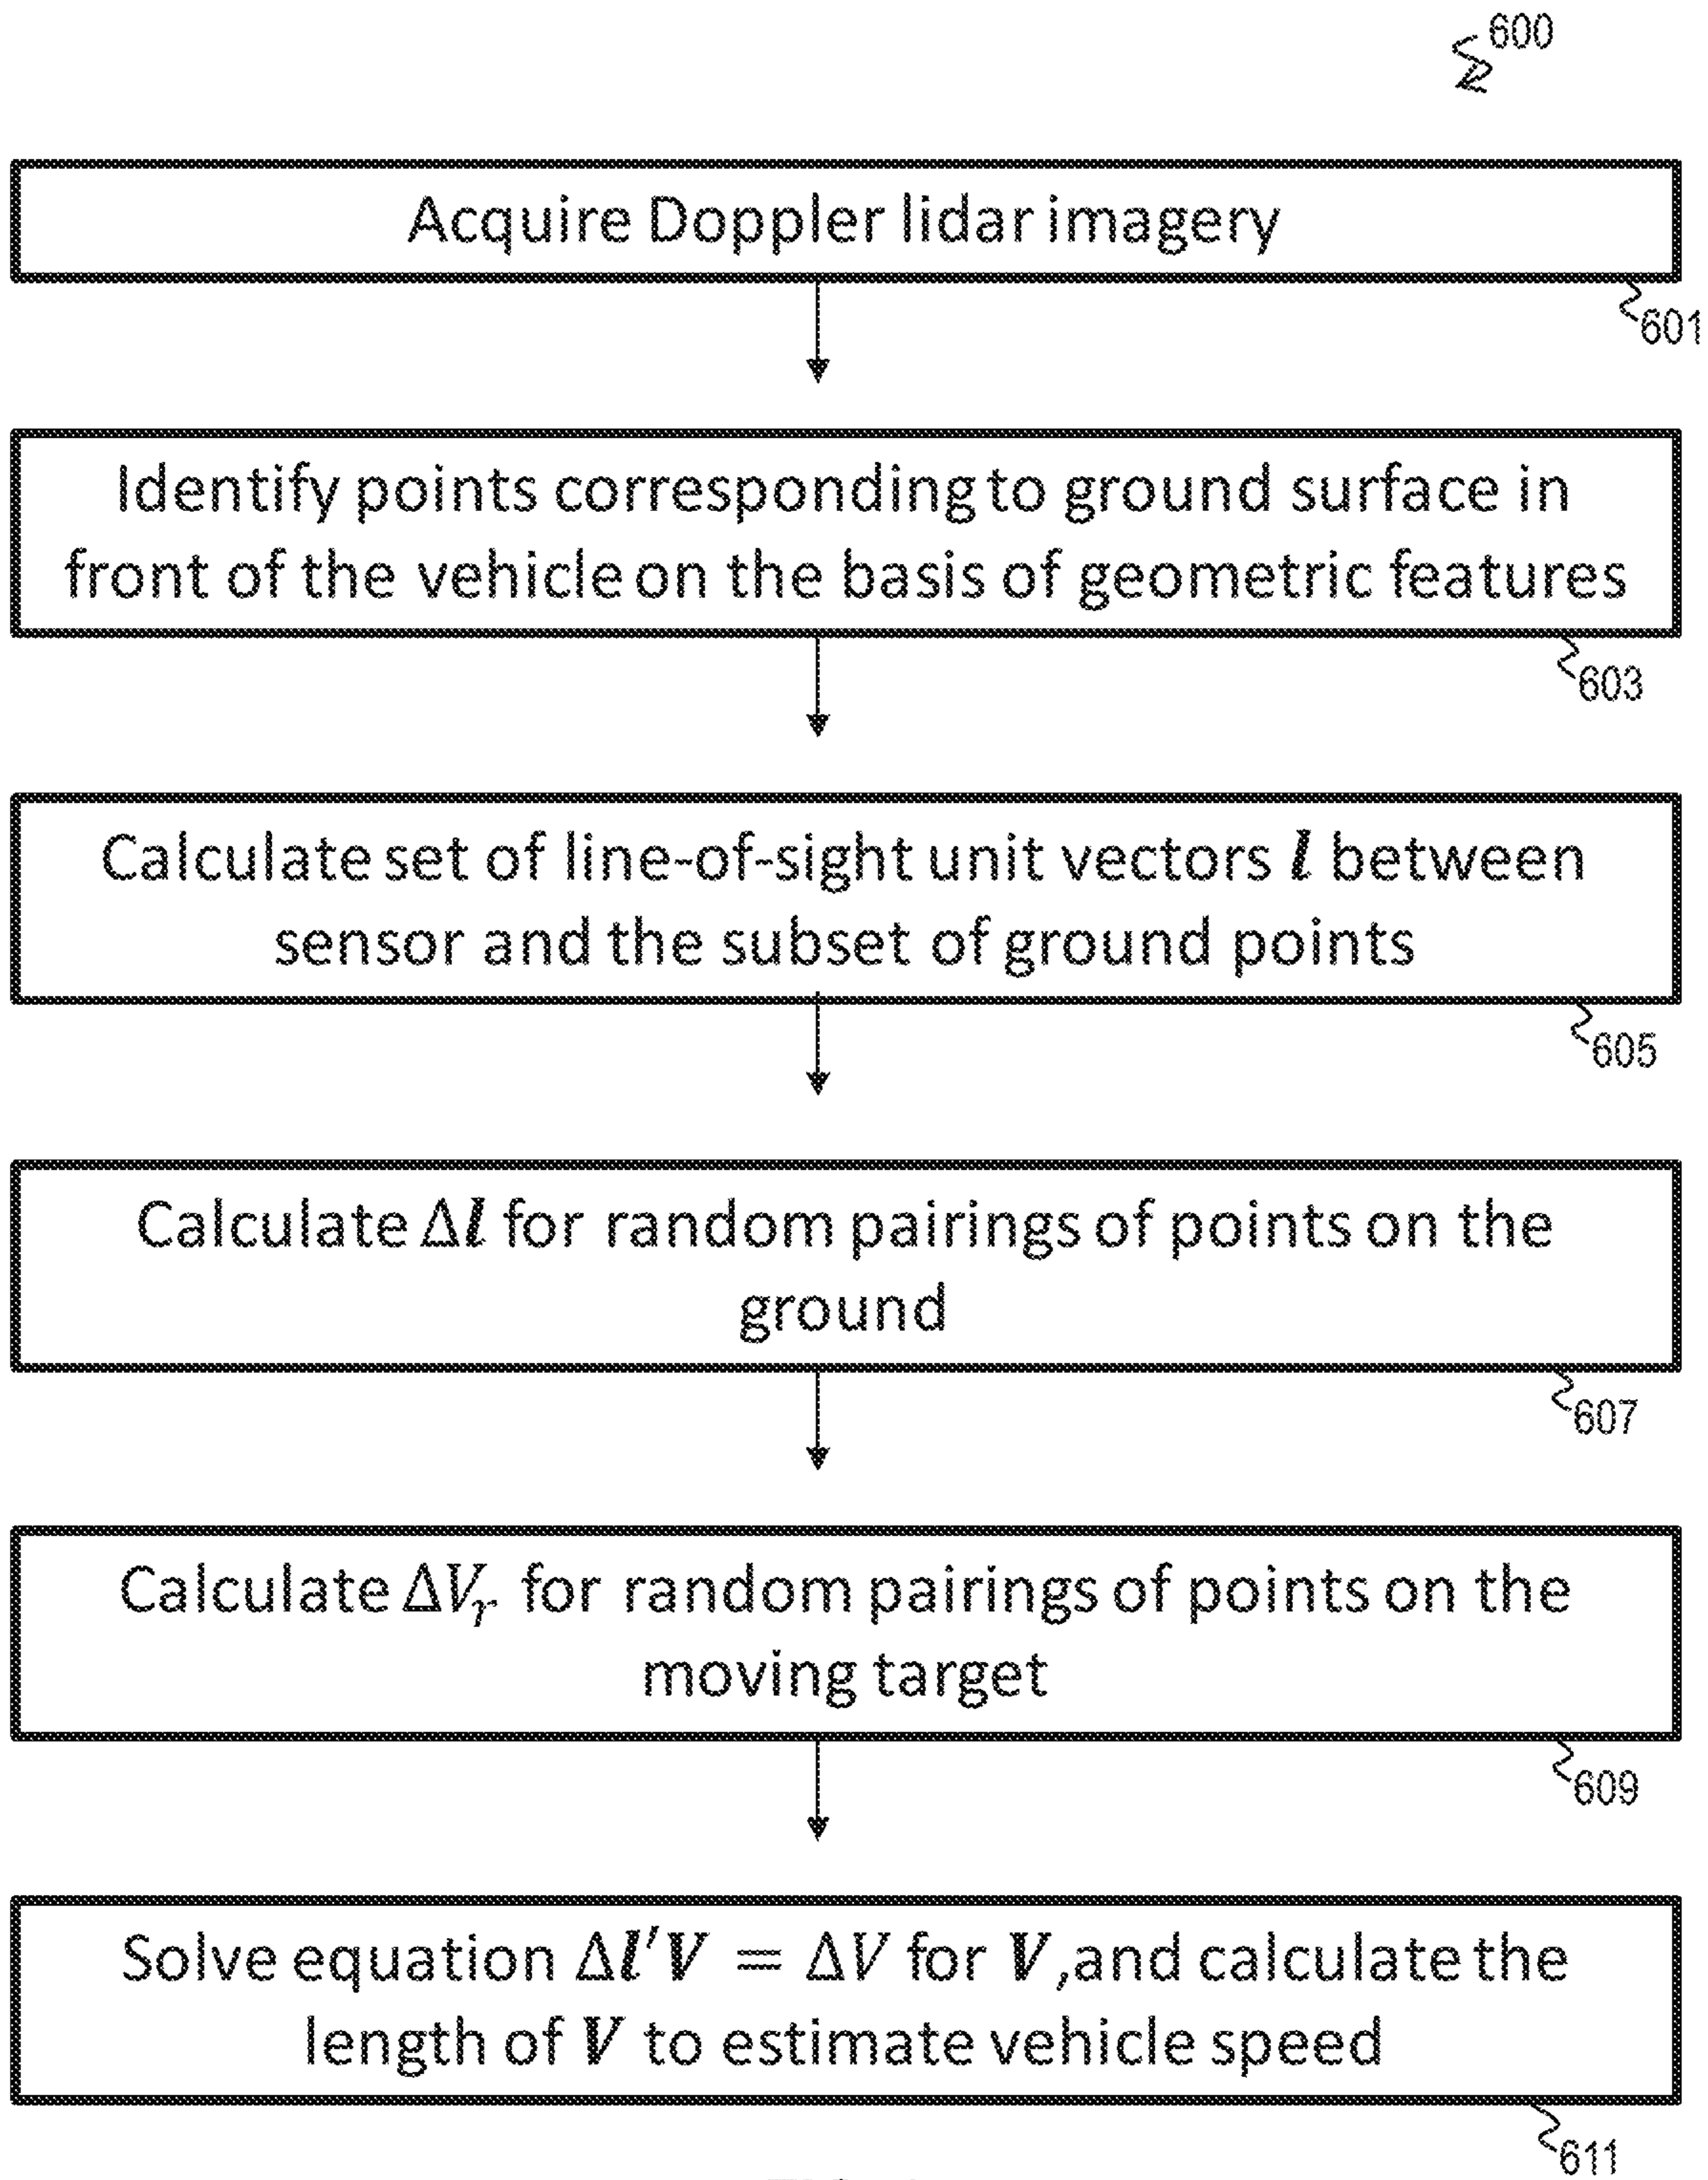 600
Acquire Doppler lidar imagery
601
Identify points corresponding to ground surface in
front of the vehicle on the basis of geometric features
603
Calculate set of line-of-sight unit vectors l between
sensor and the subset of ground points
605
Calculate Δl for random pairings of points on the
ground
607
Calculate ΔVr for random pairings of points on the
moving target
609
Solve equation Δl′V = ΔV for V,and calculate the
length of V to estimate vehicle speed
611